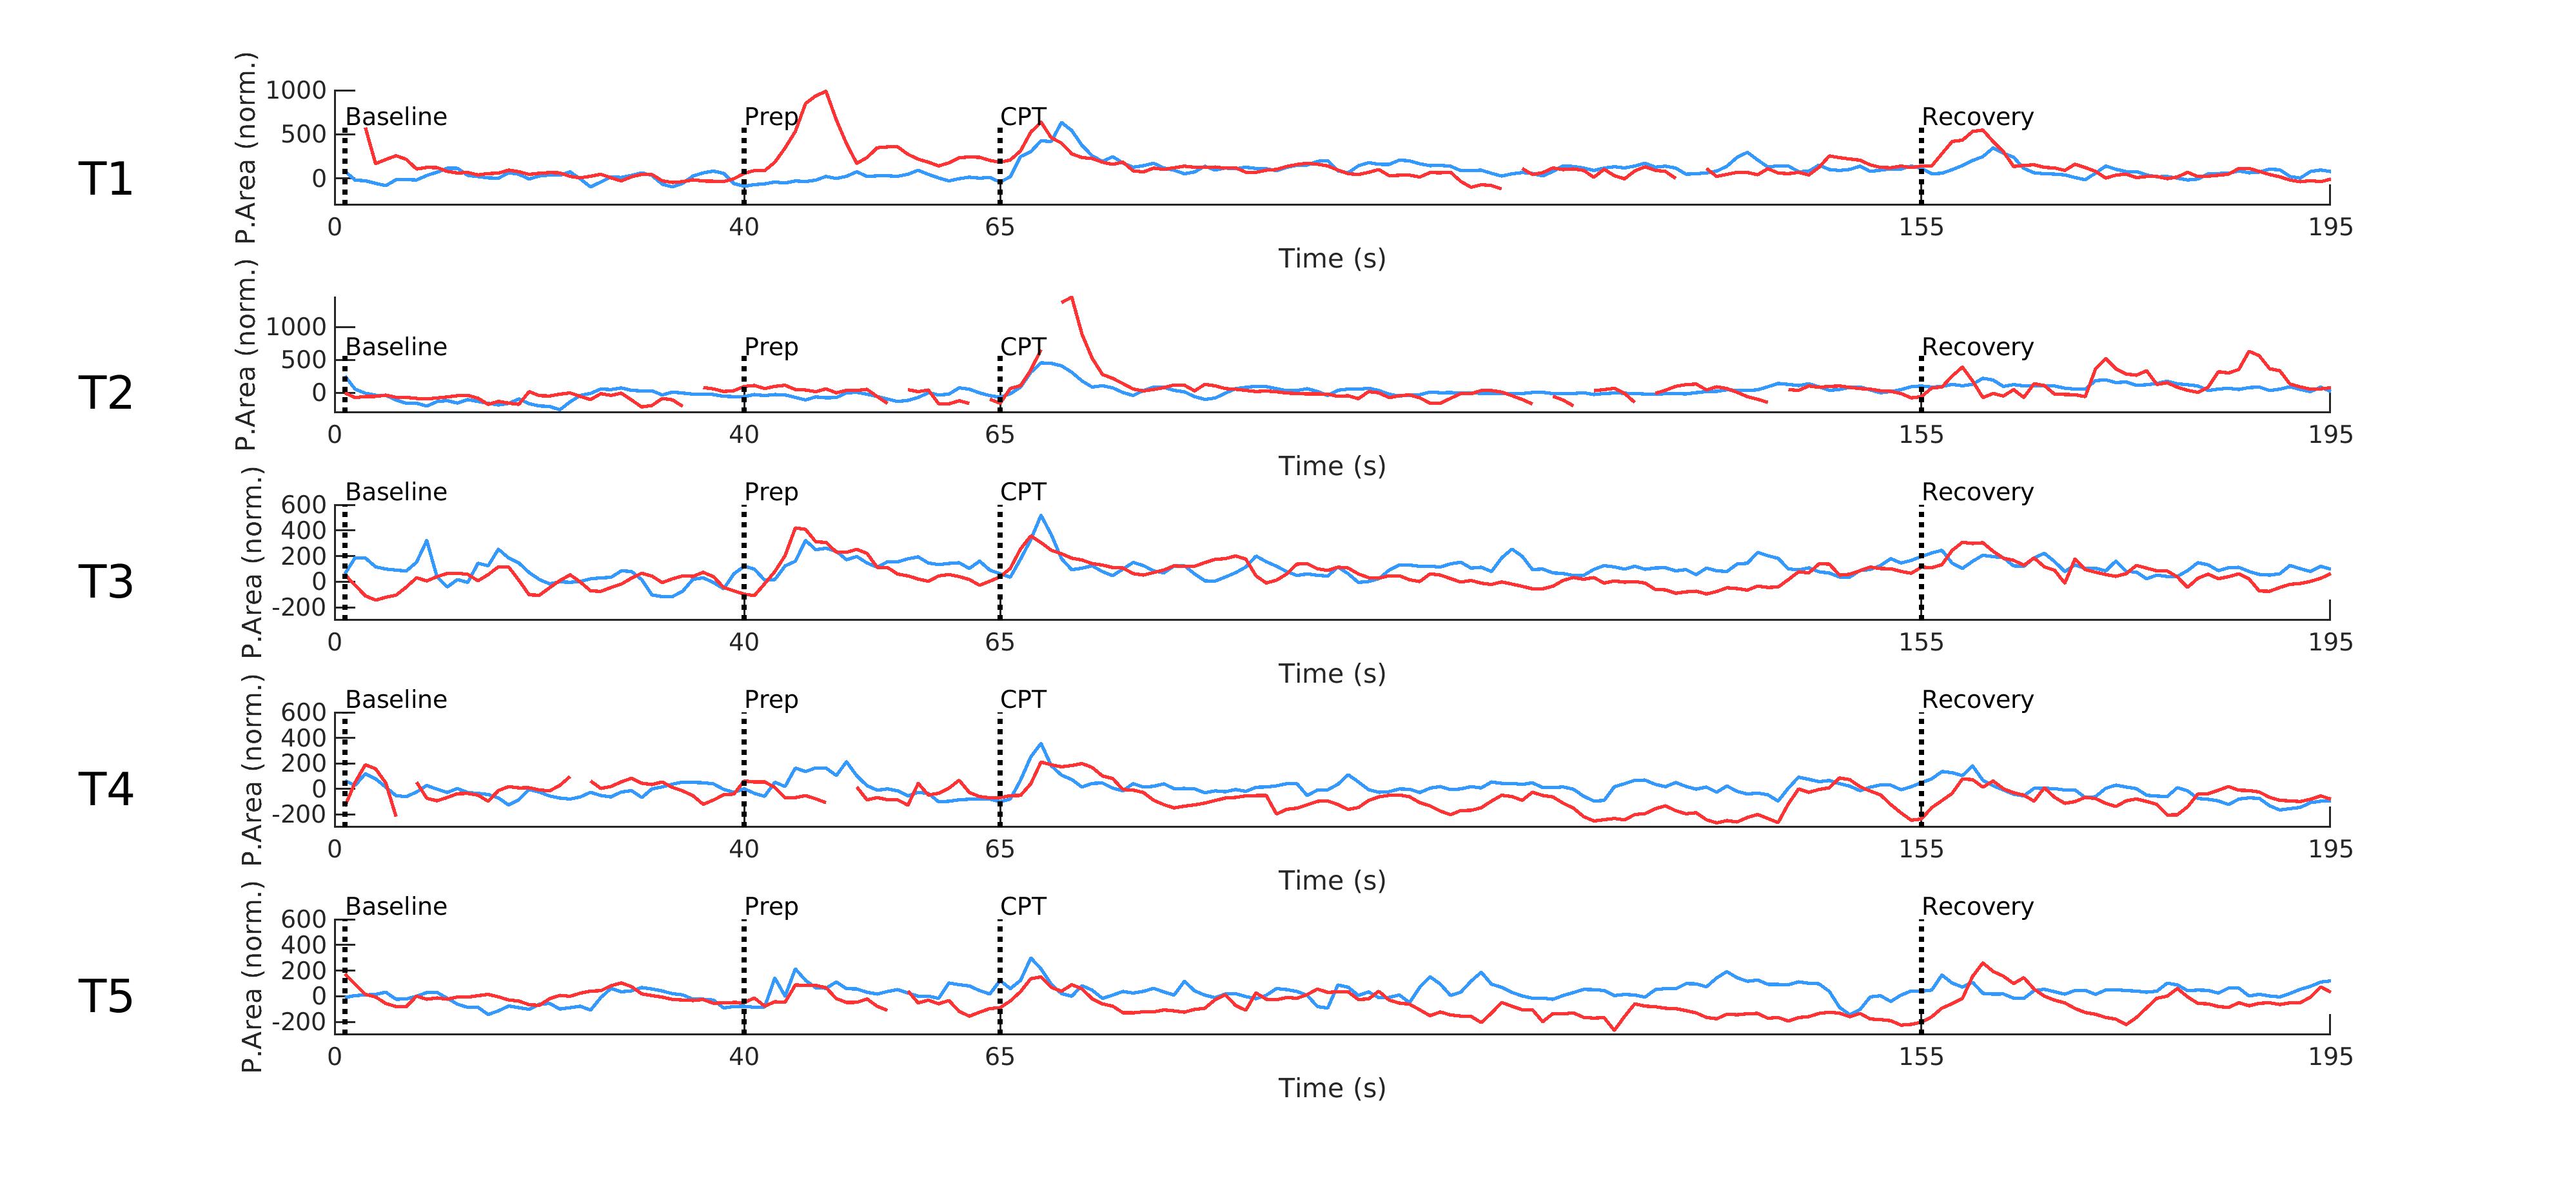 T1
P.Area (norm.)
1000
500
0
Baseline
Prep
CPT
Recovery
0 40 65 155 195
Time (s)
T2
P.Area (norm.)
1000
500
0
Baseline
Prep
CPT
Recovery
0 40 65 155 195
Time (s)
T3
P.Area (norm.)
600
400
200
0
-200
Baseline
Prep
CPT
Recovery
0 40 65 155 195
Time (s)
T4
P.Area (norm.)
600
400
200
0
-200
Baseline
Prep
CPT
Recovery
0 40 65 155 195
Time (s)
T5
P.Area (norm.)
600
400
200
0
-200
Baseline
Prep
CPT
Recovery
0 40 65 155 195
Time (s)